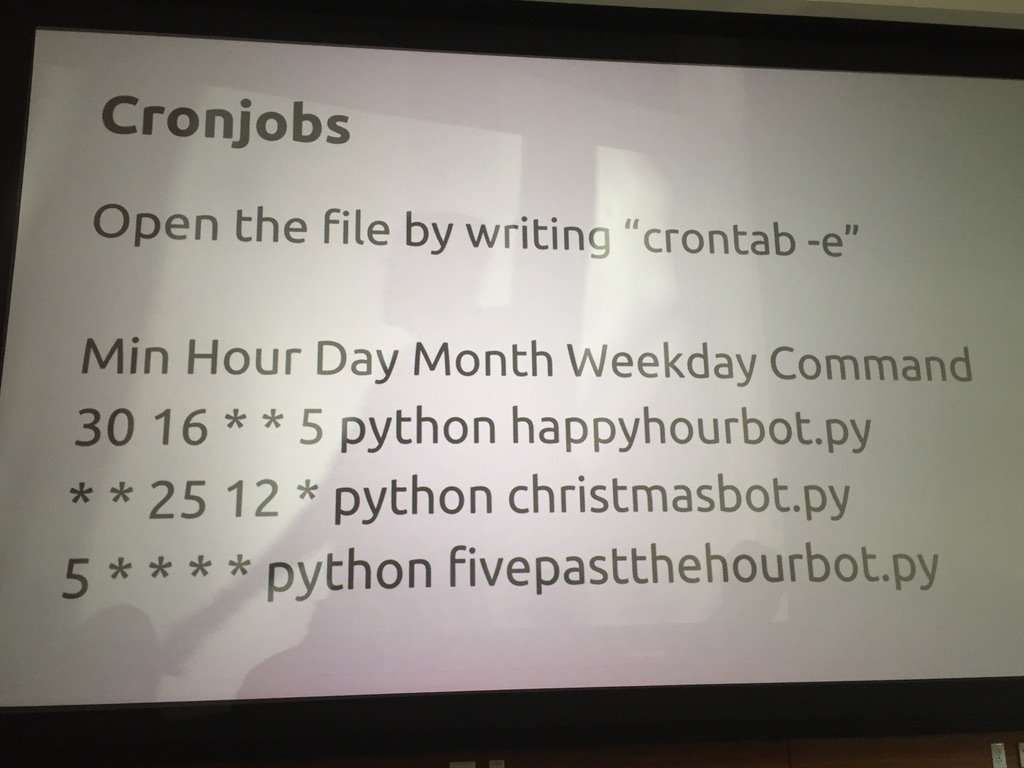 Cronjobs
Open the file by writing “crontab -e”
Min Hour Day Month Weekday Command
30 16 * * 5 python happyhourbot.py
* * 25 12 * python christmasbot.py
5 * * * * python fivepastthehourbot.py